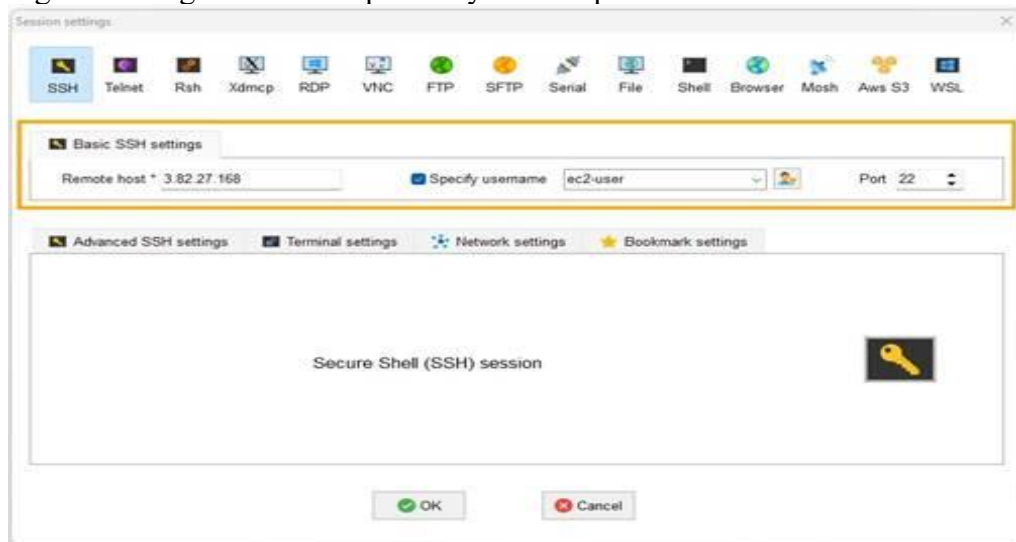 Session settings
SSH Telnet Rsh Xdmcp RDP VNC FTP SFTP Serial File Shell Browser Mosh Aws S3 WSL
Basic SSH settings
Remote host * 3.82.27.168 Specify username ec2-user Port 22
Advanced SSH settings Terminal settings Network settings Bookmark settings
Secure Shell (SSH) session
OK Cancel